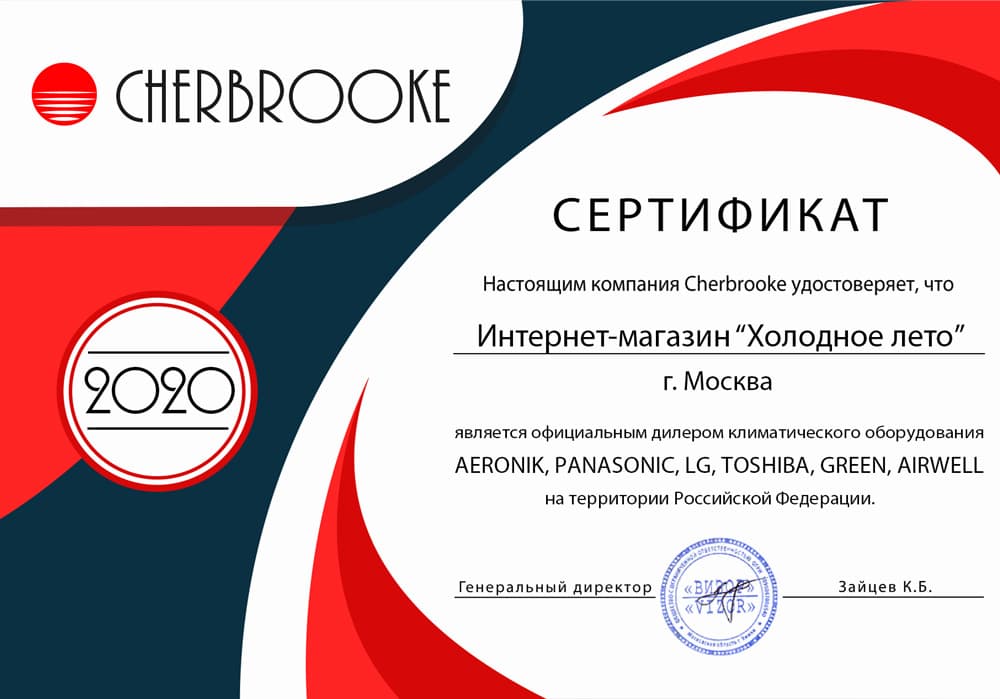 CHERBROOKE
2020
СЕРТИФИКАТ
Настоящим компания Cherbrooke удостоверяет, что
Интернет-магазин “Холодное лето”
г. Москва
является официальным дилером климатического оборудования
AERONIK, PANASONIC, LG, TOSHIBA, GREEN, AIRWELL
на территории Российской Федерации.
Генеральный директор
«ВИЗОР»
«VIZOR»
Зайцев К.Б.